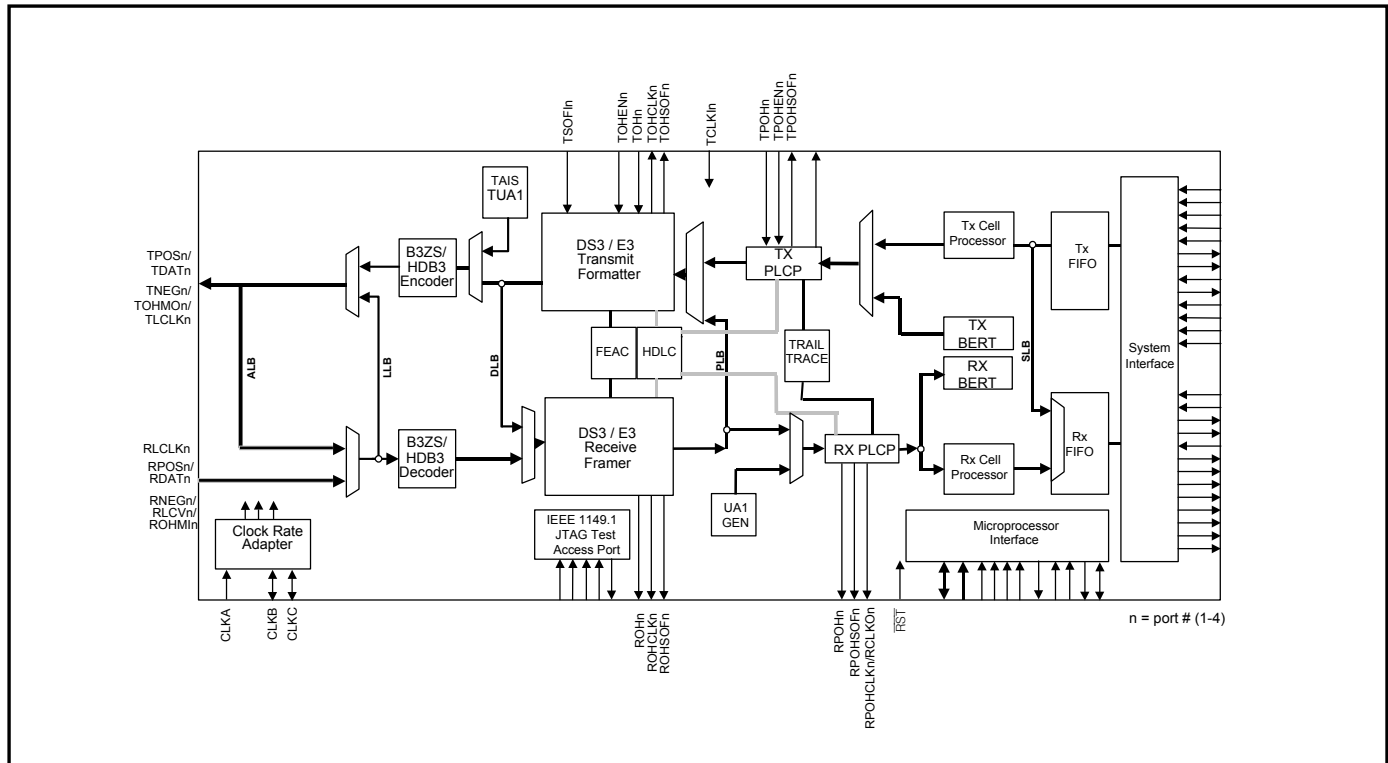 TSOFIn
TOHENn
TOHn
TOHCLKn
TOHSOFn
TCLKIn
TPOHn
TPOHENn
TPOHSOFn
TAIS
TUA1
TPOSn/
TDATn
TNEGn/
TOHMOn/
TLCLKn
B3ZS/
HDB3
Encoder
DS3 / E3
Transmit
Formatter
TX
PLCP
Tx Cell
Processor
Tx
FIFO
System
Interface
ALB
LLB
DLB
FEAC
HDLC
PLB
TRAIL
TRACE
TX
BERT
RX
BERT
SLB
RLCLKn
RPOSn/
RDATn
RNEGn/
RLCVn/
ROHMIn
B3ZS/
HDB3
Decoder
DS3 / E3
Receive
Framer
RX PLCP
Rx Cell
Processor
Rx
FIFO
UA1
GEN
Clock Rate
Adapter
IEEE 1149.1
JTAG Test
Access Port
Microprocessor
Interface
CLKA
CLKB
CLKC
ROHn
ROHCLKn
ROHSOFn
RPOHn
RPOHSOFn
RPOHCLKn/RCLKOn
RST
n = port # (1-4)